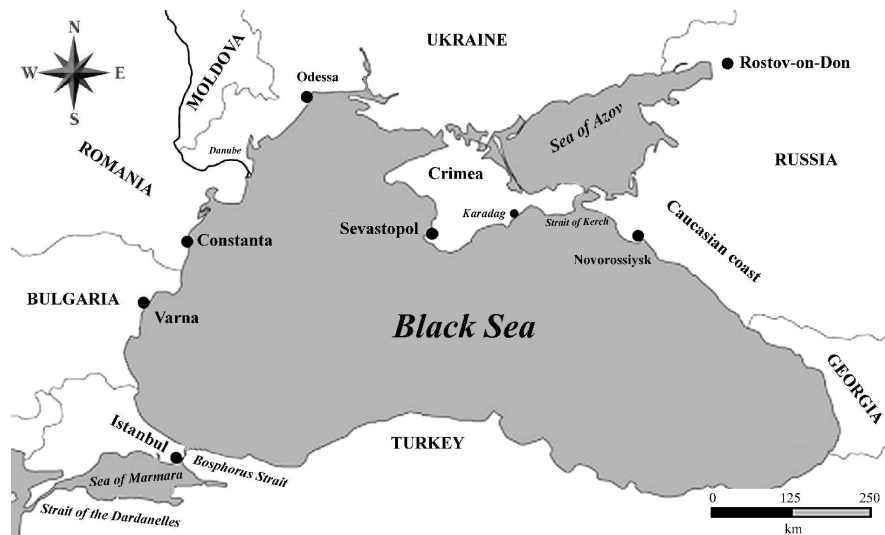 N
W E
S
MOLDOVA
UKRAINE
Odessa
Rostov-on-Don
Sea of Azov
Danube
ROMANIA
RUSSIA
Crimea
Karadag
Strait of Kerch
Sevastopol
Constanta
Caucasian coast
Novorossiysk
BULGARIA
Varna
Black Sea
GEORGIA
Istanbul
TURKEY
Bosphorus Strait
Sea of Marmara
Strait of the Dardanelles
0 125 250
km